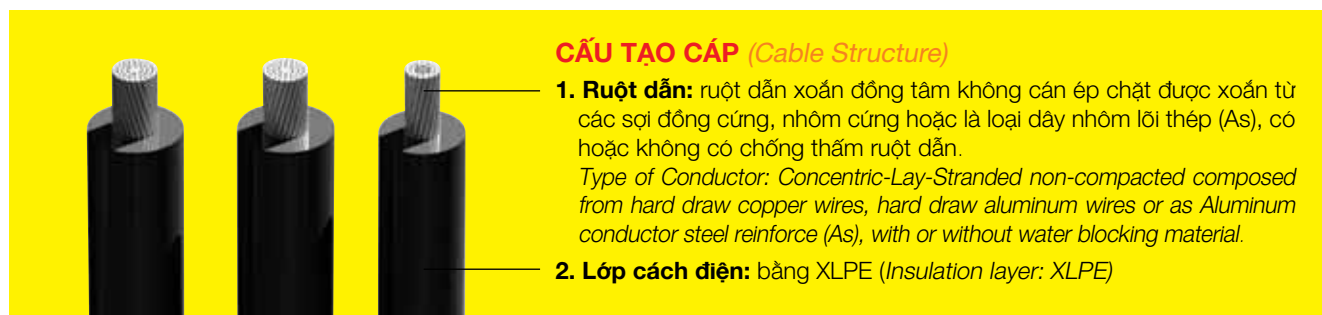 CẤU TẠO CÁP (Cable Structure)
1. Ruột dẫn: ruột dẫn xoắn đồng tâm không cán ép chặt được xoắn từ
các sợi đồng cứng, nhôm cứng hoặc là loại dây nhôm lõi thép (As), có
hoặc không có chống thấm ruột dẫn.
Type of Conductor: Concentric-Lay-Stranded non-compacted composed
from hard draw copper wires, hard draw aluminum wires or as Aluminum
conductor steel reinforce (As), with or without water blocking material.
2. Lớp cách điện: bằng XLPE (Insulation layer: XLPE)